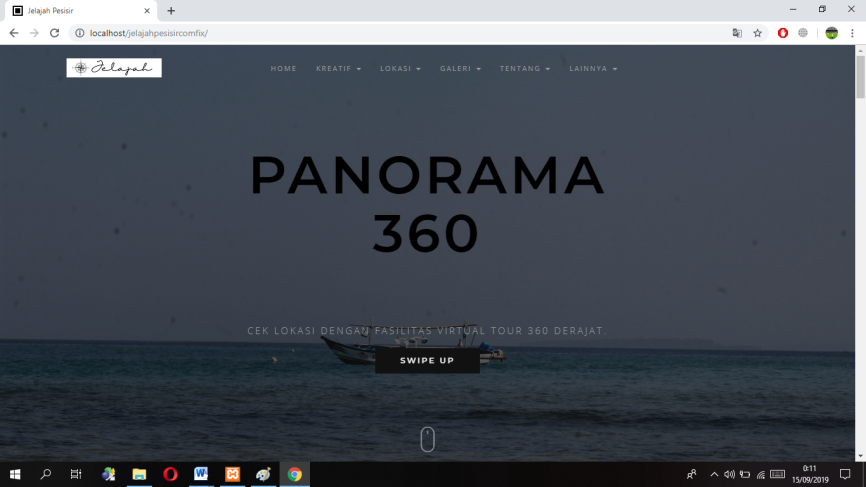 Jelajah Pesisir
localhost/jelajahpesisircomfix/
Jelajah
HOME KREATIF LOKASI GALERI TENTANG LAINNYA
PANORAMA
360
CEK LOKASI DENGAN FASILITAS VIRTUAL TOUR 360 DERAJAT.
SWIPE UP
0:11
15/09/2019